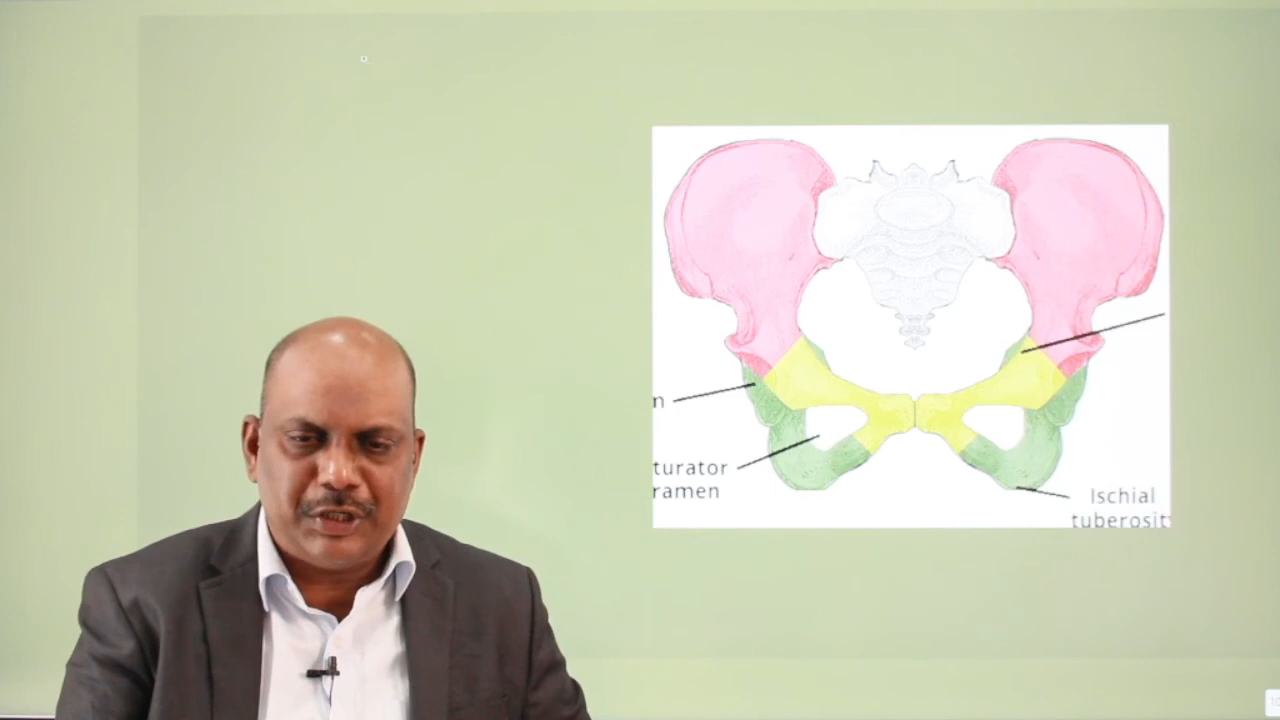 n
turator
ramen
Ischial
tuberosit